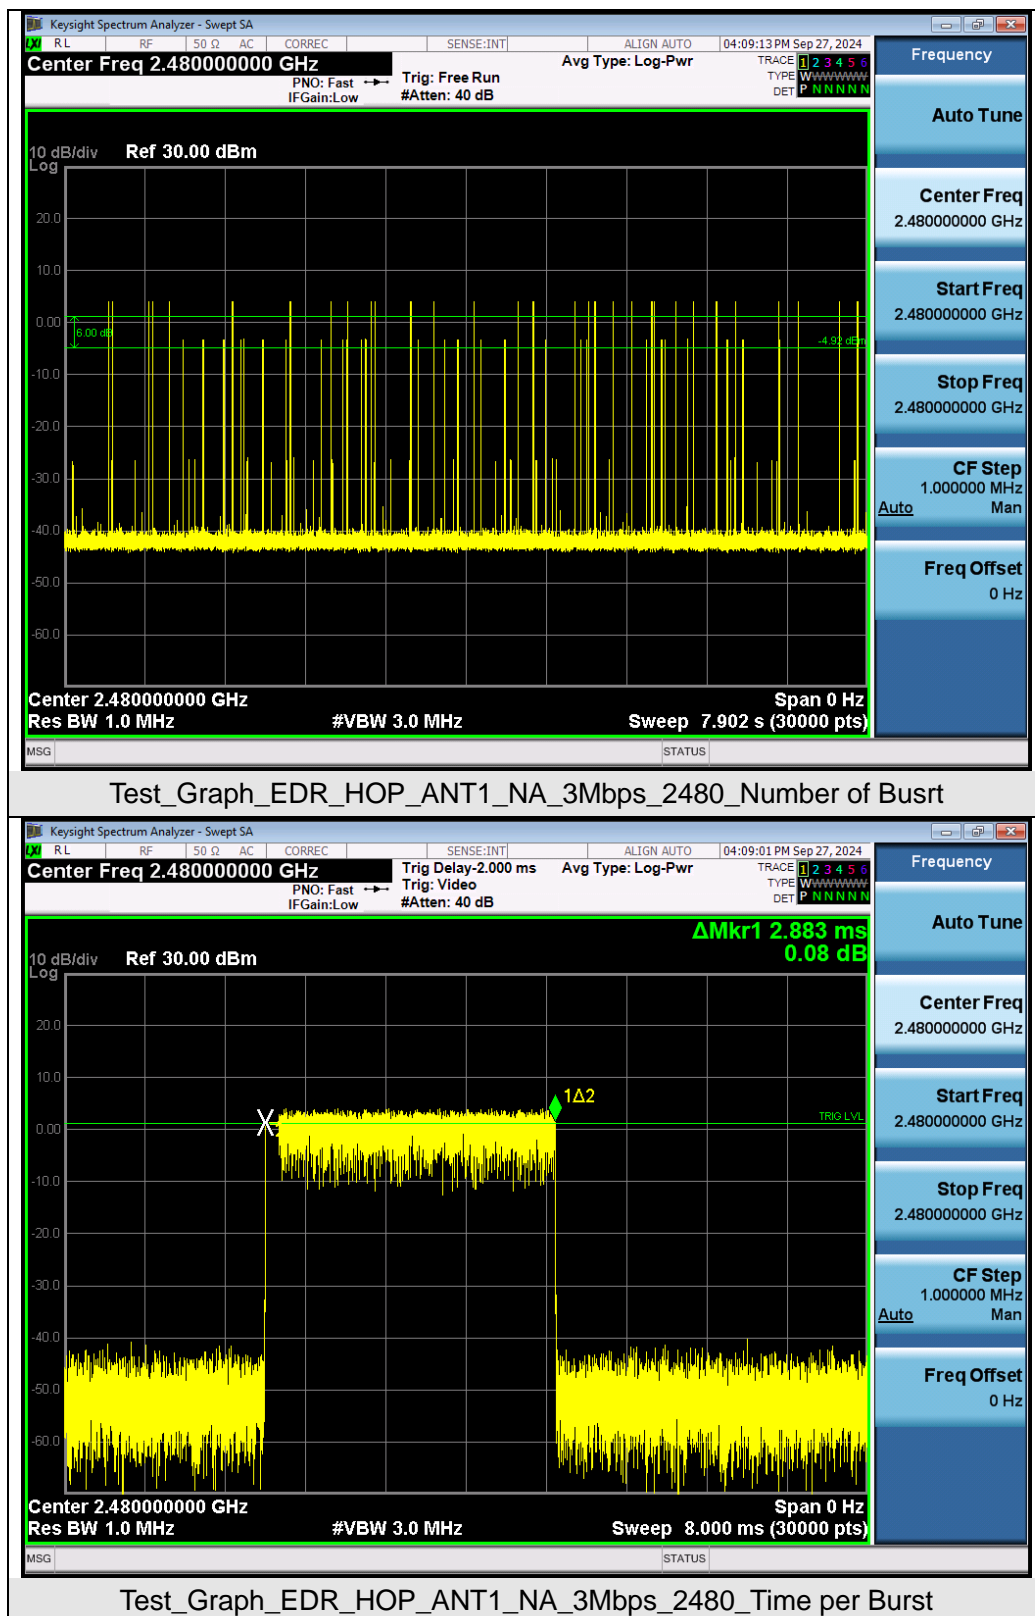 Keysight Spectrum Analyzer - Swept SA
LXI RL RF 50 Ω AC CORREC SENSE:INT ALIGN AUTO 04:09:13 PM Sep 27, 2024
Center Freq 2.480000000 GHz
PNO: Fast
IFGain:Low
Trig: Free Run
#Atten: 40 dB
Avg Type: Log-Pwr
TRACE 1 2 3 4 5 6
TYPE WWWWWW
DET P N N N N N
10 dB/div Ref 30.00 dBm
Log
20.0
10.0
0.00
6.00 dB
-4.92 dBm
-10.0
-20.0
-30.0
-40.0
-50.0
-60.0
Center 2.480000000 GHz Span 0 Hz
Res BW 1.0 MHz #VBW 3.0 MHz Sweep 7.902 s (30000 pts)
MSG STATUS
Frequency
Auto Tune
Center Freq
2.480000000 GHz
Start Freq
2.480000000 GHz
Stop Freq
2.480000000 GHz
CF Step
1.000000 MHz
Auto Man
Freq Offset
0 Hz
Test_Graph_EDR_HOP_ANT1_NA_3Mbps_2480_Number of Busrt
Keysight Spectrum Analyzer - Swept SA
LXI RL RF 50 Ω AC CORREC SENSE:INT ALIGN AUTO 04:09:01 PM Sep 27, 2024
Center Freq 2.480000000 GHz
PNO: Fast
IFGain:Low
Trig Delay-2.000 ms
Trig: Video
#Atten: 40 dB
Avg Type: Log-Pwr
TRACE 1 2 3 4 5 6
TYPE WWWWWW
DET P N N N N N
ΔMkr1 2.883 ms
0.08 dB
10 dB/div Ref 30.00 dBm
Log
20.0
10.0
0.00
-10.0
-20.0
-30.0
-40.0
-50.0
-60.0
1Δ2
TRIG LVL
Center 2.480000000 GHz Span 0 Hz
Res BW 1.0 MHz #VBW 3.0 MHz Sweep 8.000 ms (30000 pts)
MSG STATUS
Frequency
Auto Tune
Center Freq
2.480000000 GHz
Start Freq
2.480000000 GHz
Stop Freq
2.480000000 GHz
CF Step
1.000000 MHz
Auto Man
Freq Offset
0 Hz
Test_Graph_EDR_HOP_ANT1_NA_3Mbps_2480_Time per Burst